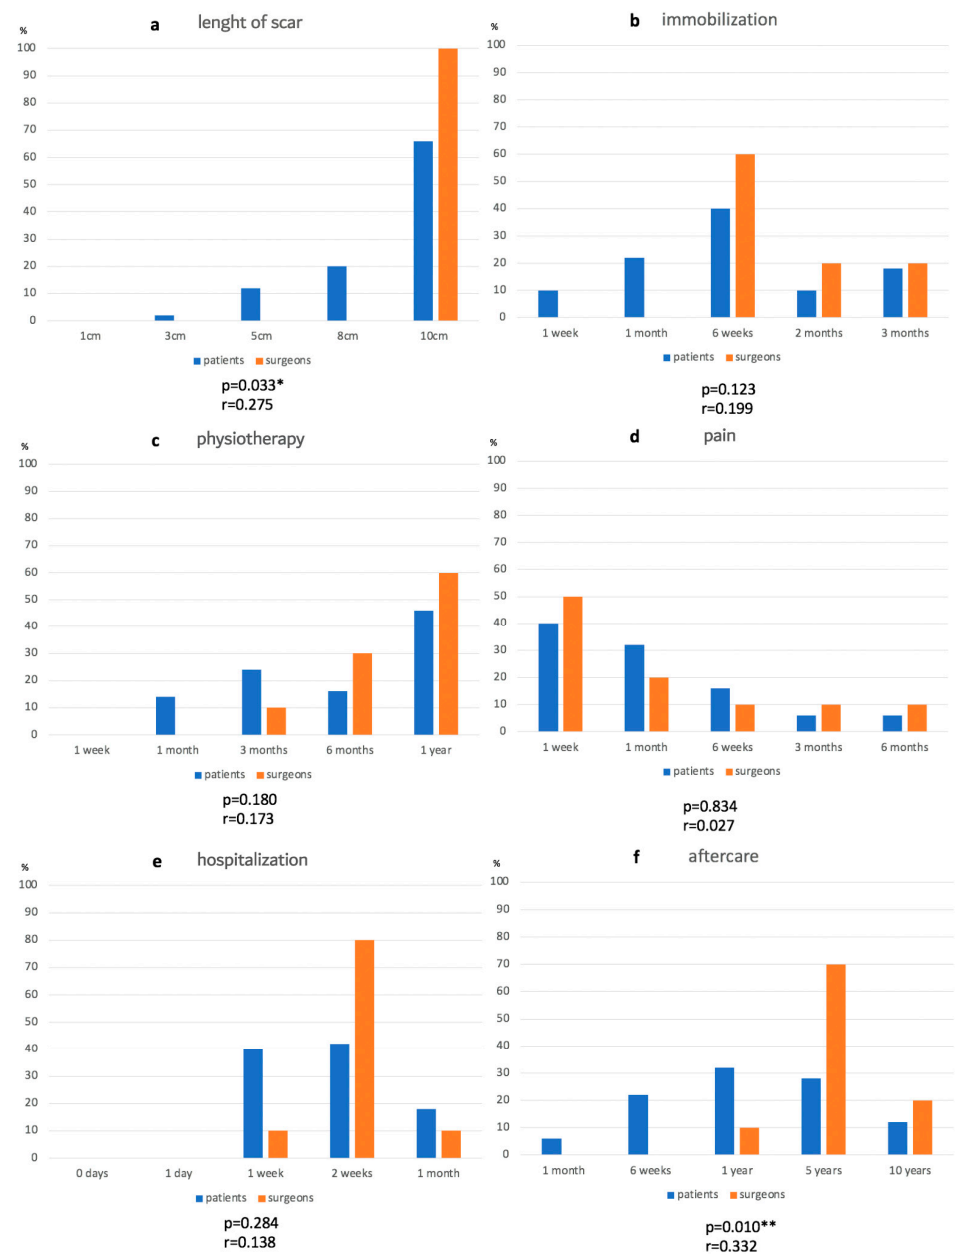 a lenght of scar
%
100
90
80
70
60
50
40
30
20
10
0
1cm 3cm 5cm 8cm 10cm
patients surgeons
p=0.033*
r=0.275
b immobilization
%
100
90
80
70
60
50
40
30
20
10
0
1 week 1 month 6 weeks 2 months 3 months
patients surgeons
p=0.123
r=0.199
c physiotherapy
%
100
90
80
70
60
50
40
30
20
10
0
1 week 1 month 3 months 6 months 1 year
patients surgeons
p=0.180
r=0.173
d pain
%
100
90
80
70
60
50
40
30
20
10
0
1 week 1 month 6 weeks 3 months 6 months
patients surgeons
p=0.834
r=0.027
e hospitalization
%
100
90
80
70
60
50
40
30
20
10
0
0 days 1 day 1 week 2 weeks 1 month
patients surgeons
p=0.284
r=0.138
f aftercare
%
100
90
80
70
60
50
40
30
20
10
0
1 month 6 weeks 1 year 5 years 10 years
patients surgeons
p=0.010**
r=0.332